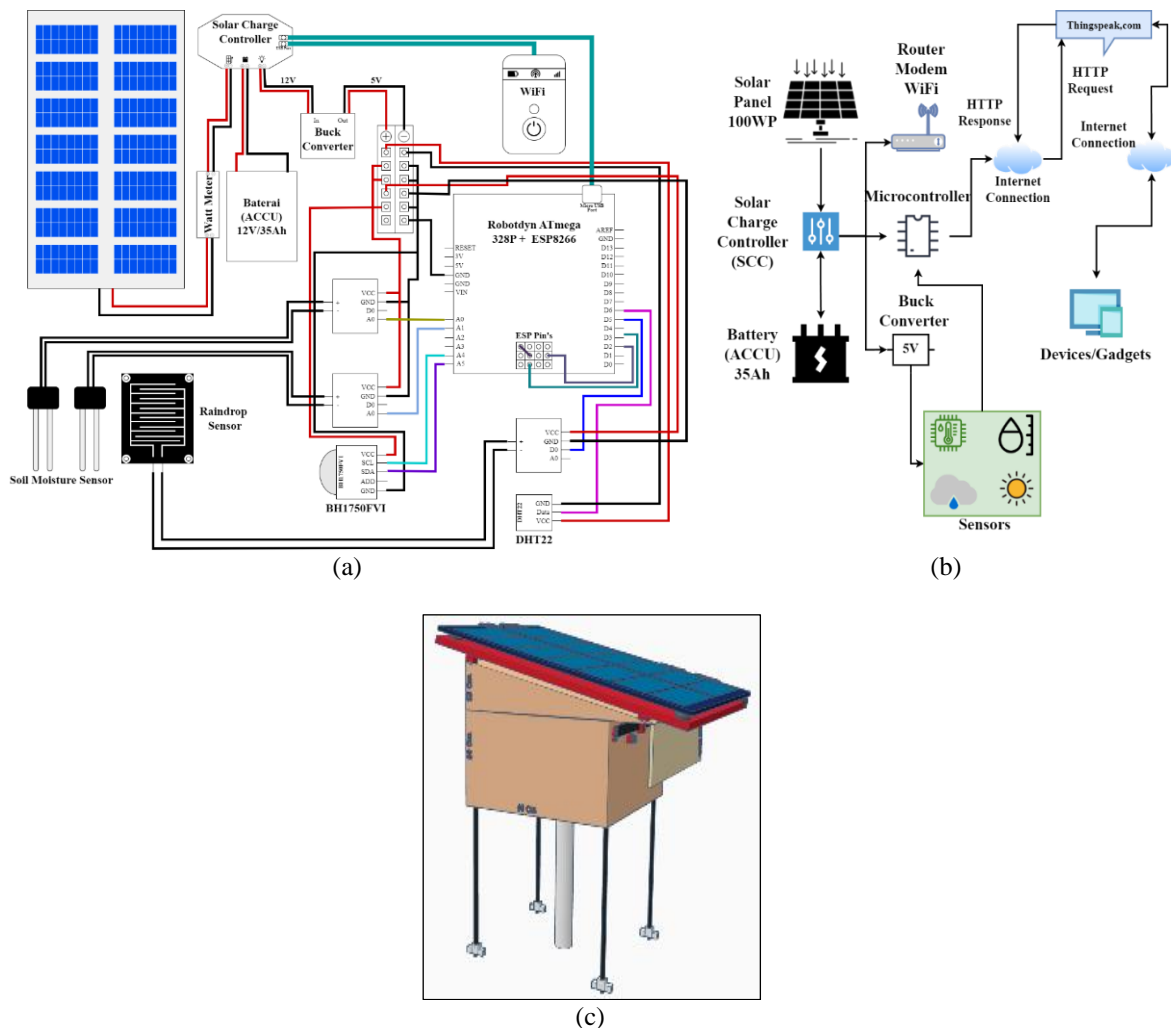 Solar Charge
Controller
12V
5V
In
Out
Buck
Converter
WiFi
Watt Meter
Baterai
(ACCU)
12V/35Ah
Micro USB
Port
Robotdyn ATmega
328P + ESP8266
RESET
3V
5V
GND
GND
VIN
A0
A1
A2
A3
A4
A5
AREF
GND
D13
D12
D11
D10
D9
D8
D7
D6
D5
D4
D3
D2
D1
D0
ESP Pin's
+
-
VCC
GND
D0
A0
+
-
VCC
GND
D0
A0
Soil Moisture Sensor
Raindrop
Sensor
BH1750FVI
VCC
SCL
SDA
ADD
GND
BH1750FVI
VCC
GND
D0
A0
DHT22
GND
Data
VCC
DHT22
(a)
Solar
Panel
100WP
Router
Modem
WiFi
Thingspeak,com
HTTP
Request
HTTP
Response
Internet
Connection
Internet
Connection
Microcontroller
Solar
Charge
Controller
(SCC)
Buck
Converter
5V
Battery
(ACCU)
35Ah
Devices/Gadgets
Sensors
(b)
(c)